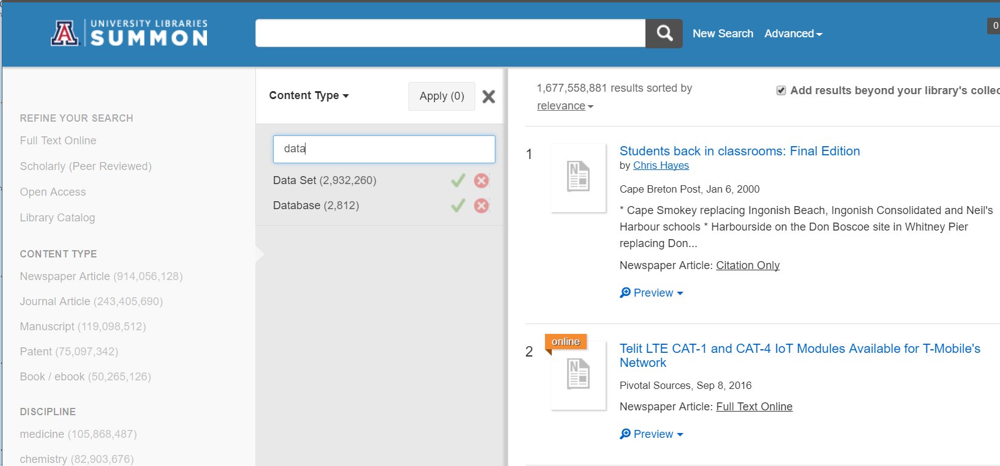 UNIVERSITY LIBRARIES
SUMMON
New Search
Advanced
0
REFINE YOUR SEARCH
Full Text Online
Scholarly (Peer Reviewed)
Open Access
Library Catalog
CONTENT TYPE
Newspaper Article (914,056,128)
Journal Article (243,405,690)
Manuscript (119,098,512)
Patent (75,097,342)
Book / ebook (50,265,126)
DISCIPLINE
medicine (105,868,487)
chemistry (82,903,676)
Content Type
Apply (0)
data
Data Set (2,932,260)
Database (2,812)
1,677,558,881 results sorted by
relevance
Add results beyond your library's collec
1
Students back in classrooms: Final Edition
by Chris Hayes
Cape Breton Post, Jan 6, 2000
* Cape Smokey replacing Ingonish Beach, Ingonish Consolidated and Neil's
Harbour schools * Harbourside on the Don Boscoe site in Whitney Pier
replacing Don...
Newspaper Article: Citation Only
Preview
2
online
Telit LTE CAT-1 and CAT-4 IoT Modules Available for T-Mobile's
Network
Pivotal Sources, Sep 8, 2016
Newspaper Article: Full Text Online
Preview